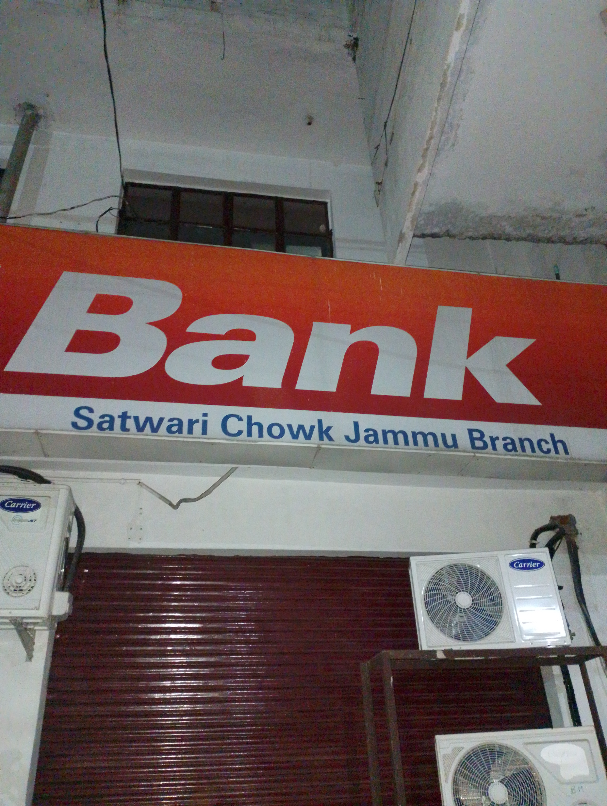 Bank
Satwari Chowk Jammu Branch
Carrier
Carrier